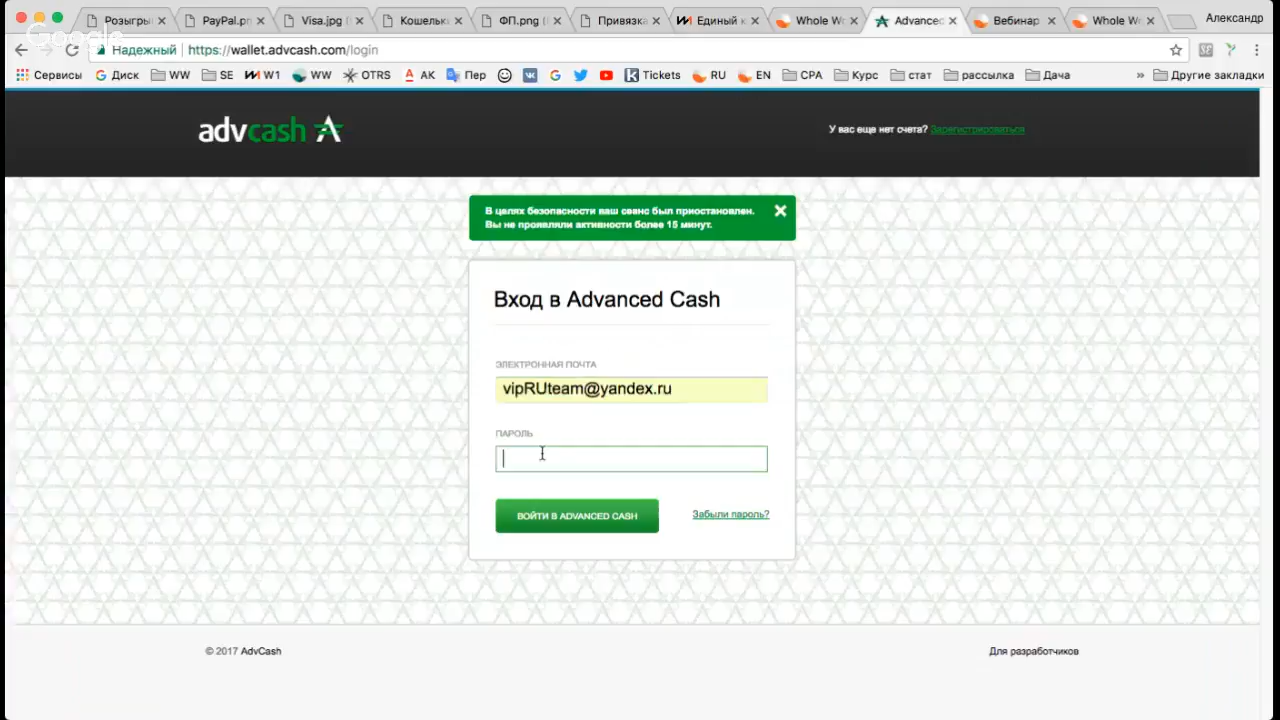 Розыгры
PayPal.pn
Visa.jpg (
Кошельк
ФП.png (
Привязка
Единый к
Whole W
Advanced
Вебинар
Whole W
Александр
Google
Надежный
https://wallet.advcash.com/login
Сервисы
Диск
WW
SE
W1
WW
OTRS
АК
Пер
Tickets
RU
EN
CPA
Курс
стат
рассылка
Дача
»
Другие закладки
advcash
У вас еще нет счета? Зарегистрироваться
В целях безопасности ваш сеанс был приостановлен.
Вы не проявляли активности более 15 минут.
Вход в Advanced Cash
ЭЛЕКТРОННАЯ ПОЧТА
vipRUteam@yandex.ru
ПАРОЛЬ
ВОЙТИ В ADVANCED CASH
Забыли пароль?
© 2017 AdvCash
Для разработчиков